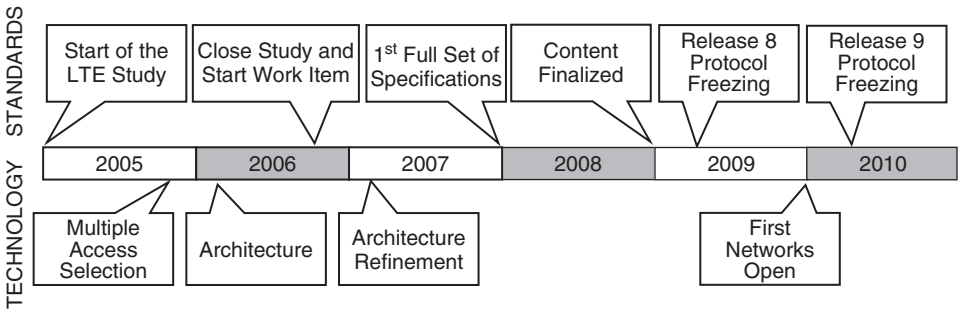 STANDARDS
Start of the
LTE Study
Close Study and
Start Work Item
1st Full Set of
Specifications
Content
Finalized
Release 8
Protocol
Freezing
Release 9
Protocol
Freezing
2005
2006
2007
2008
2009
2010
TECHNOLOGY
Multiple
Access
Selection
Architecture
Architecture
Refinement
First
Networks
Open